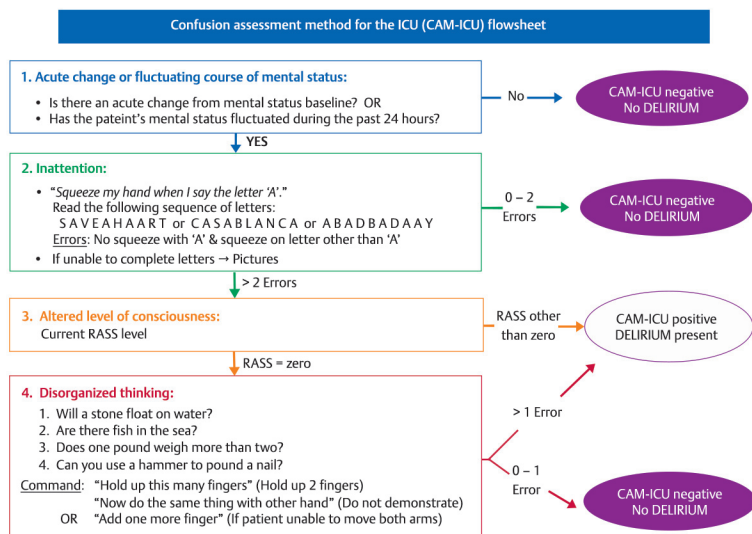 Confusion assessment method for the ICU (CAM-ICU) flowsheet
1. Acute change or fluctuating course of mental status:
• Is there an acute change from mental status baseline? OR
• Has the pateint's mental status fluctuated during the past 24 hours?
No
CAM-ICU negative
No DELIRIUM
YES
2. Inattention:
• "Squeeze my hand when I say the letter 'A'."
Read the following sequence of letters:
S A V E A H A A R T or C A S A B L A N C A or A B A D B A D A A Y
Errors: No squeeze with 'A' & squeeze on letter other than 'A'
• If unable to complete letters → Pictures
0 – 2
Errors
CAM-ICU negative
No DELIRIUM
> 2 Errors
3. Altered level of consciousness:
Current RASS level
RASS other
than zero
CAM-ICU positive
DELIRIUM present
RASS = zero
4. Disorganized thinking:
1. Will a stone float on water?
2. Are there fish in the sea?
3. Does one pound weigh more than two?
4. Can you use a hammer to pound a nail?
Command: "Hold up this many fingers" (Hold up 2 fingers)
"Now do the same thing with other hand" (Do not demonstrate)
OR "Add one more finger" (If patient unable to move both arms)
> 1 Error
0 – 1
Error
CAM-ICU negative
No DELIRIUM